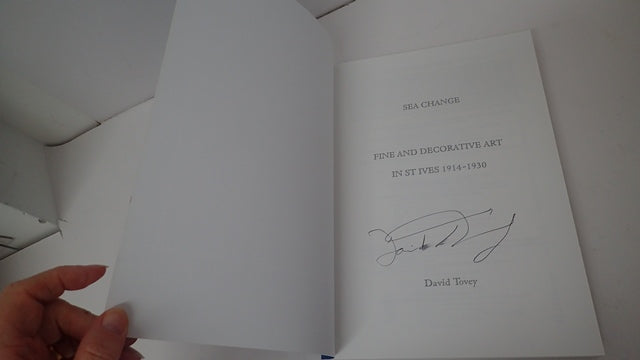 SEA CHANGE
FINE AND DECORATIVE ART
IN ST IVES 1914-1930
David Tovey